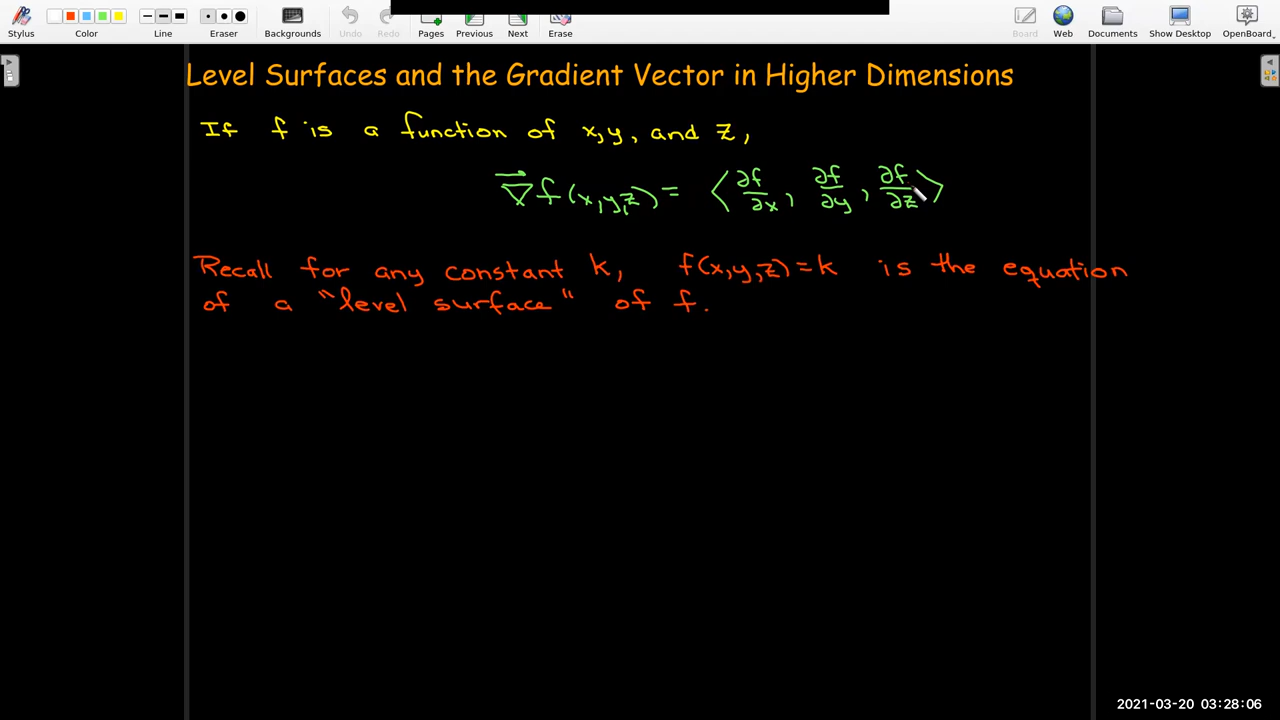 Stylus Color Line Eraser Backgrounds Undo Redo Pages Previous Next Erase Board Web Documents Show Desktop OpenBoard
Level Surfaces and the Gradient Vector in Higher Dimensions
If f is a function of x,y, and z,
∇⃗f(x,y,z) = ⟨∂f/∂x, ∂f/∂y, ∂f/∂z⟩
Recall for any constant k, f(x,y,z)=k is the equation
of a "level surface" of f.
2021-03-20 03:28:06